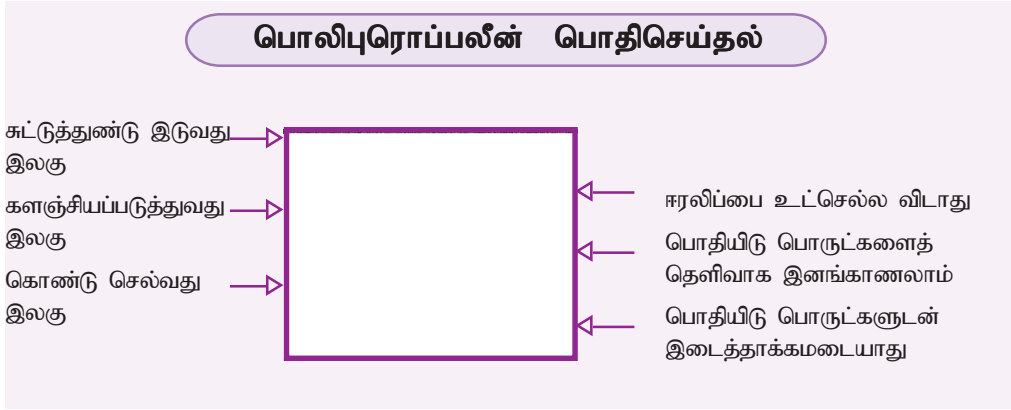 பொலிபுரொப்பலீன் பொதிசெய்தல்
சுட்டுத்துண்டு இடுவது
இலகு
களஞ்சியப்படுத்துவது
இலகு
கொண்டு செல்வது
இலகு
ஈரலிப்பை உட்செல்ல விடாது
பொதியிடு பொருட்களைத்
தெளிவாக இனங்காணலாம்
பொதியிடு பொருட்களுடன்
இடைத்தாக்கமடையாது